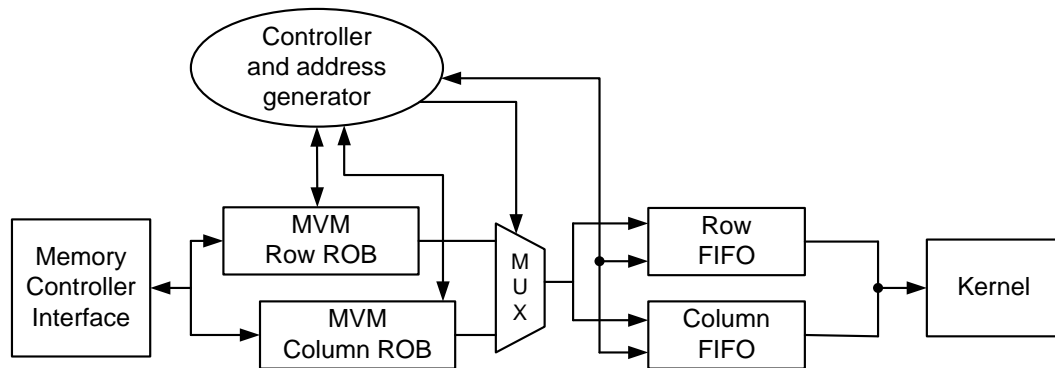 Controller
and address
generator
Memory
Controller
Interface
MVM
Row ROB
MVM
Column ROB
M
U
X
Row
FIFO
Column
FIFO
Kernel